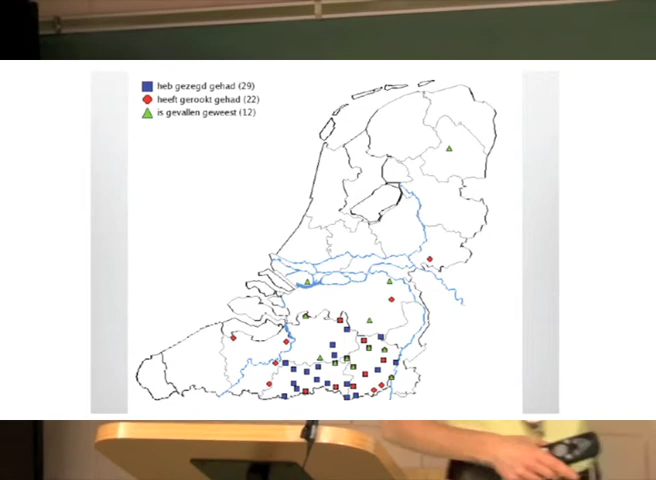 heb gezegd gehad (29)
heeft gerookt gehad (22)
is gevallen geweest (12)